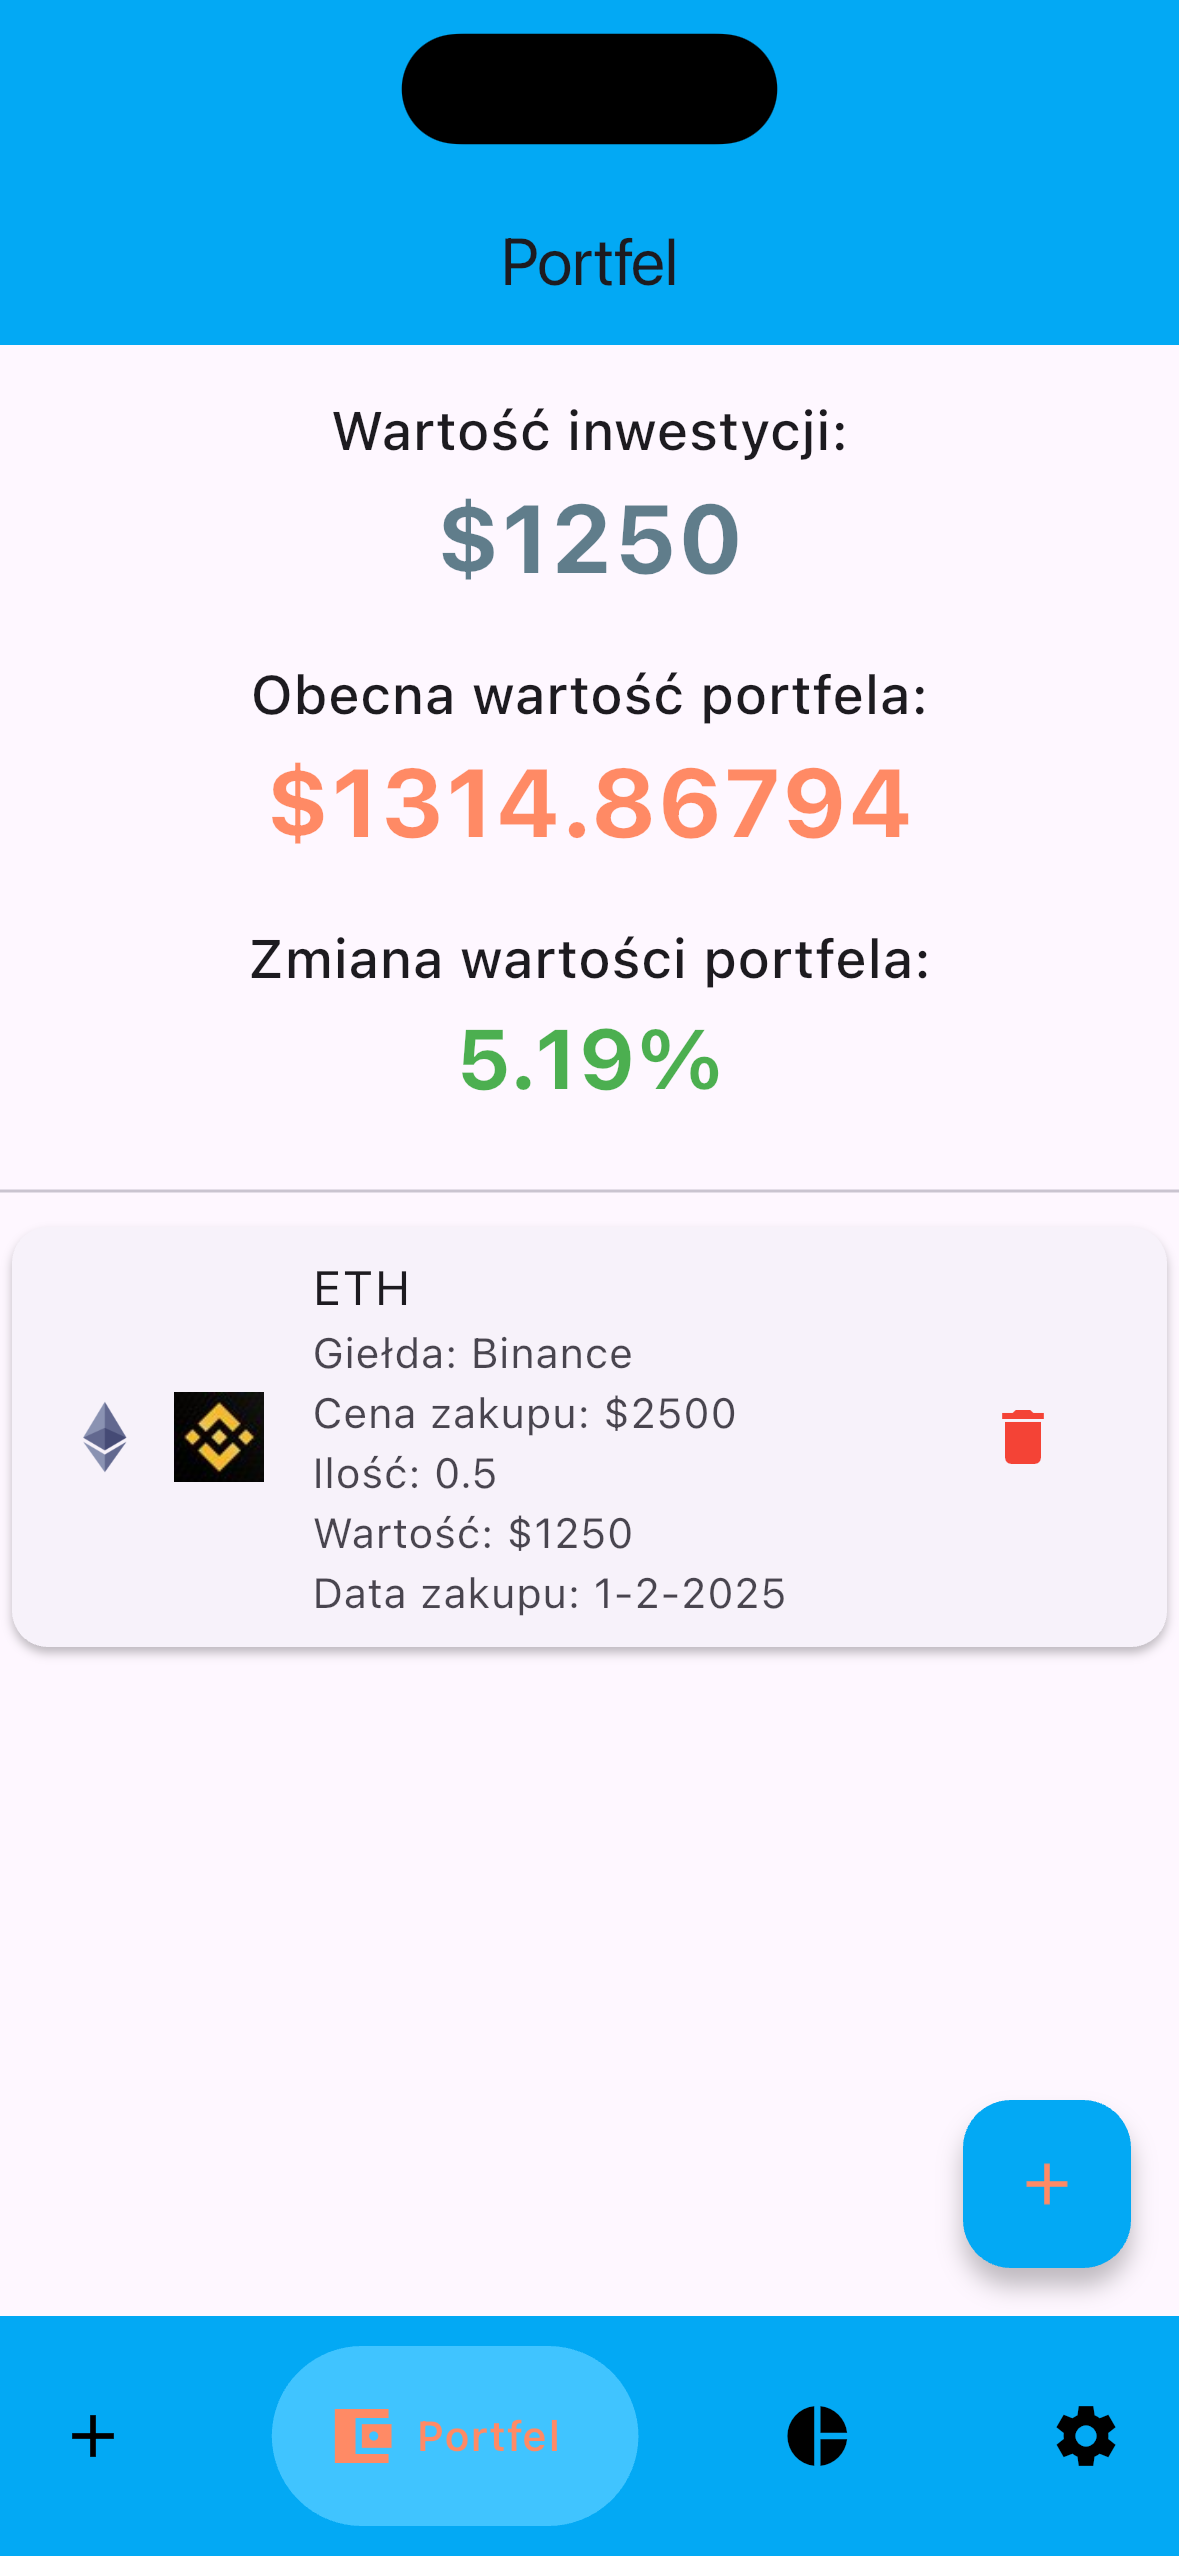 Portfel
Wartość inwestycji:
$1250
Obecna wartość portfela:
$1314.86794
Zmiana wartości portfela:
5.19%
ETH
Giełda: Binance
Cena zakupu: $2500
Ilość: 0.5
Wartość: $1250
Data zakupu: 1-2-2025
Portfel